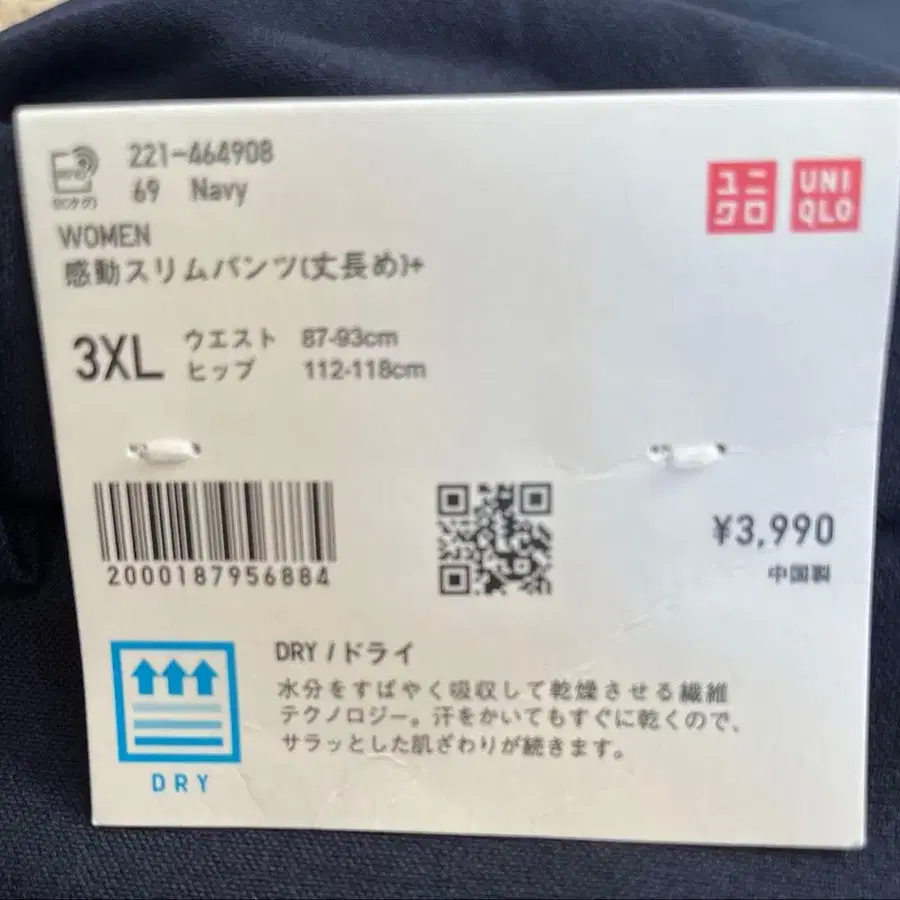 221-464908
69 Navy
WOMEN
感動スリムパンツ(丈長め)+
ユニ
クロ
UNI
QLO
3XL
ウエスト 87-93cm
ヒップ 112-118cm
2000187956884
¥3,990
中国製
DRY / ドライ
水分をすばやく吸収して乾燥させる繊維
テクノロジー。汗をかいてもすぐに乾くので、
サラッとした肌ざわりが続きます。
DRY